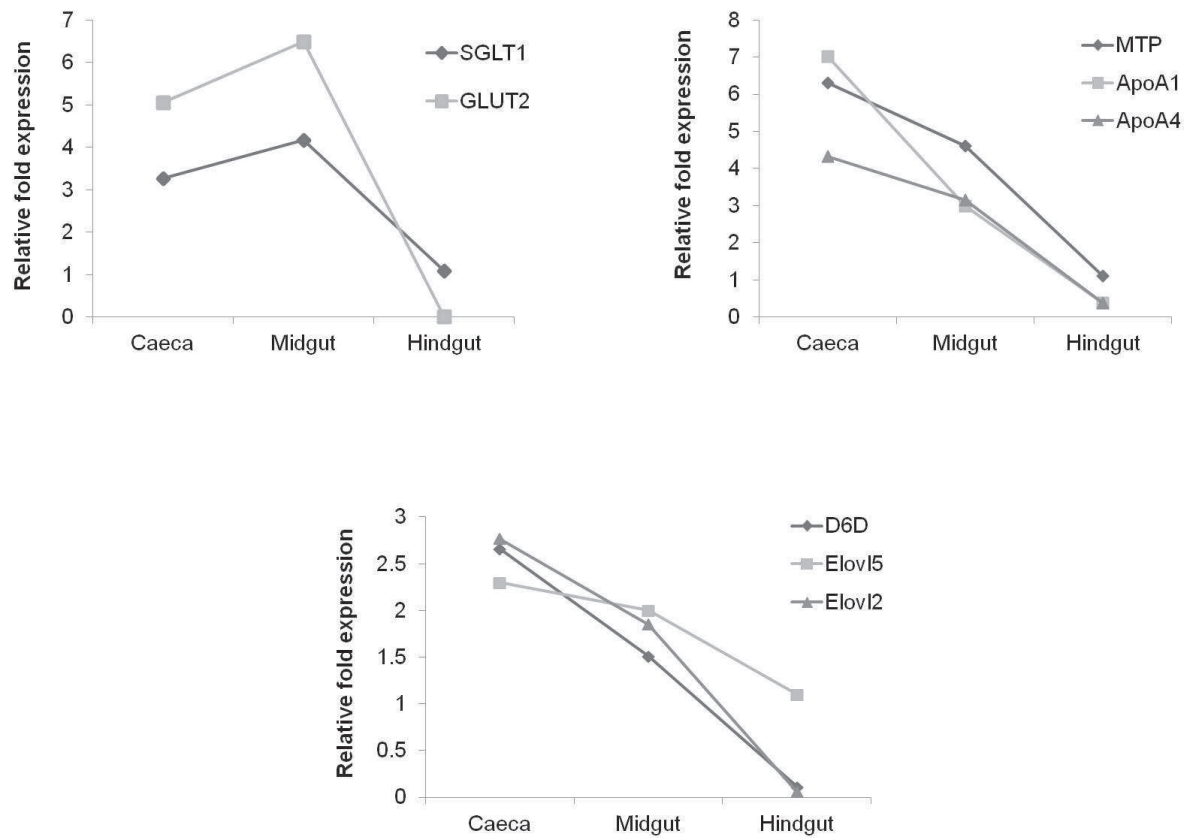 Relative fold expression
7
6
5
4
3
2
1
0
Caeca Midgut Hindgut
SGLT1
GLUT2
Relative fold expression
8
7
6
5
4
3
2
1
0
Caeca Midgut Hindgut
MTP
ApoA1
ApoA4
Relative fold expression
3
2.5
2
1.5
1
0.5
0
Caeca Midgut Hindgut
D6D
Elovl5
Elovl2